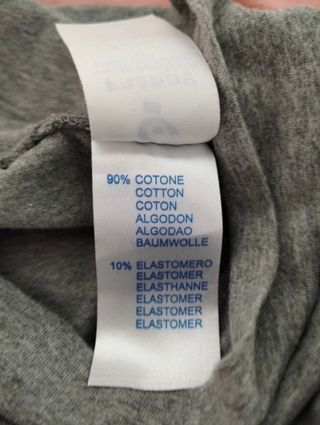 90% COTONE
COTTON
COTON
ALGODON
ALGODAO
BAUMWOLLE
10% ELASTOMERO
ELASTOMER
ELASTHANNE
ELASTOMER
ELASTOMER
ELASTOMER